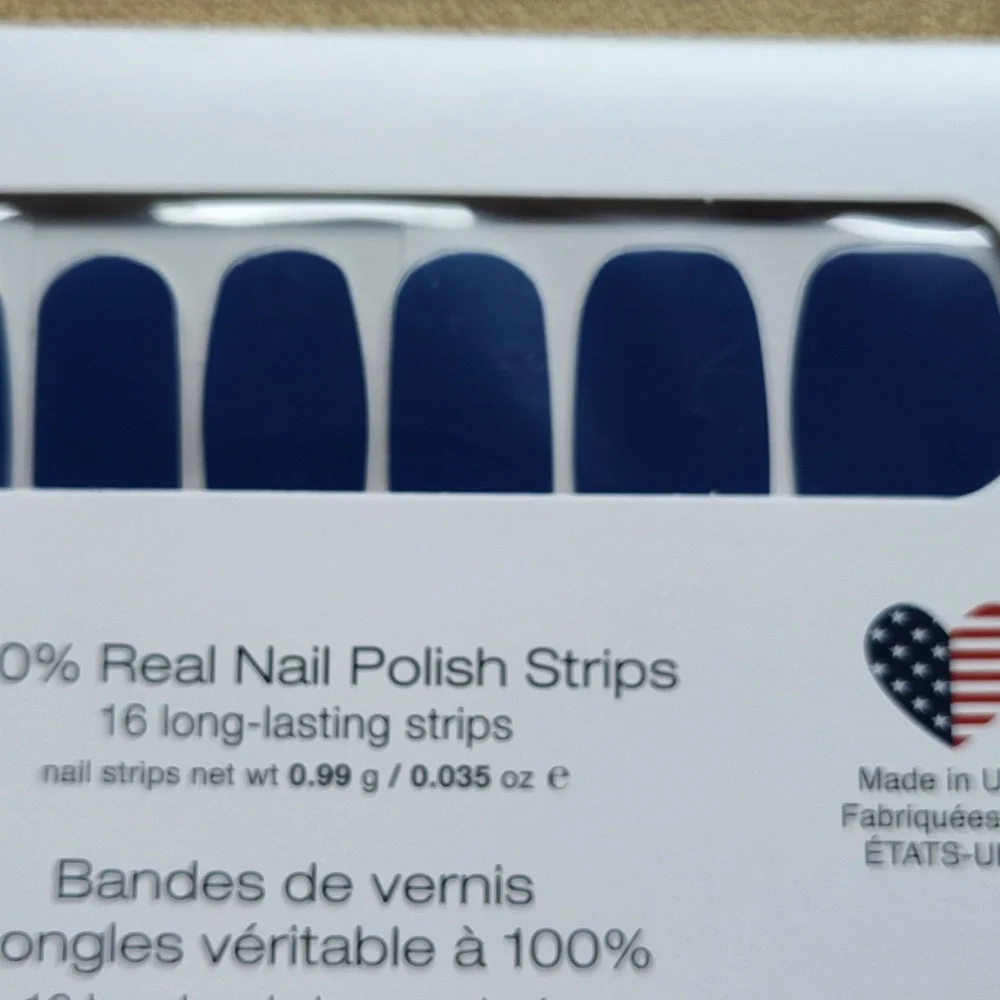 0% Real Nail Polish Strips
16 long-lasting strips
nail strips net wt 0.99 g / 0.035 oz ℮
Made in U
Fabriquées
ÉTATS-U
Bandes de vernis
ongles véritable à 100%